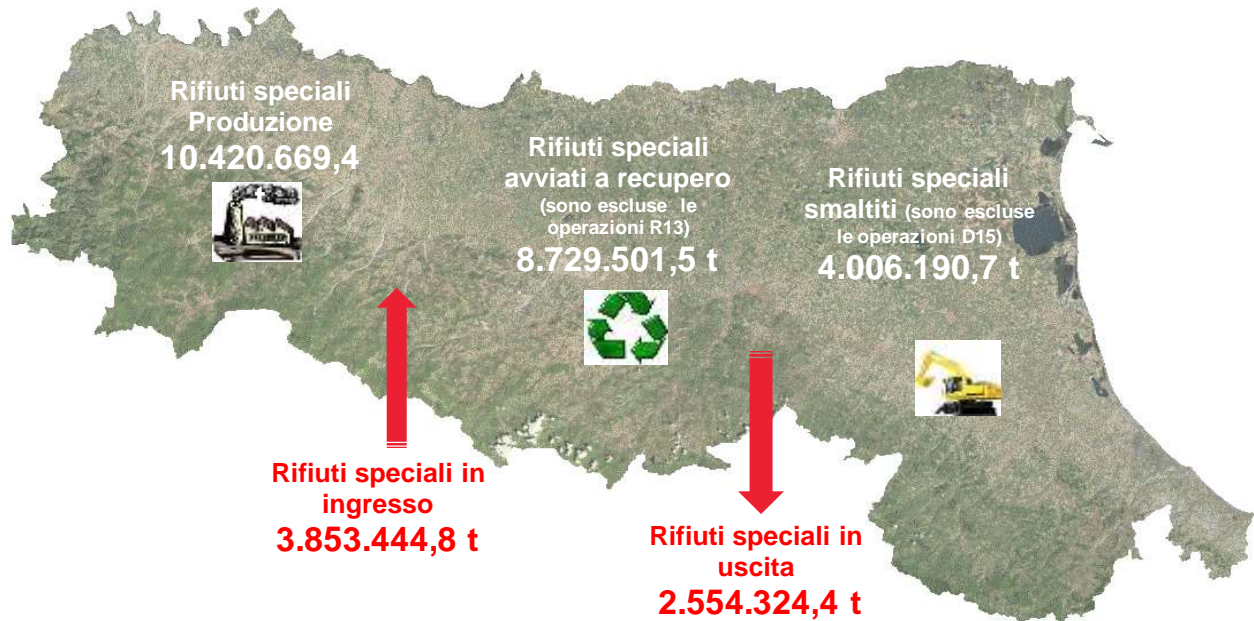 Rifiuti speciali
Produzione
10.420.669,4
Rifiuti speciali
avviati a recupero
(sono escluse le
operazioni R13)
8.729.501,5 t
Rifiuti speciali
smaltiti (sono escluse
le operazioni D15)
4.006.190,7 t
Rifiuti speciali in
ingresso
3.853.444,8 t
Rifiuti speciali in
uscita
2.554.324,4 t